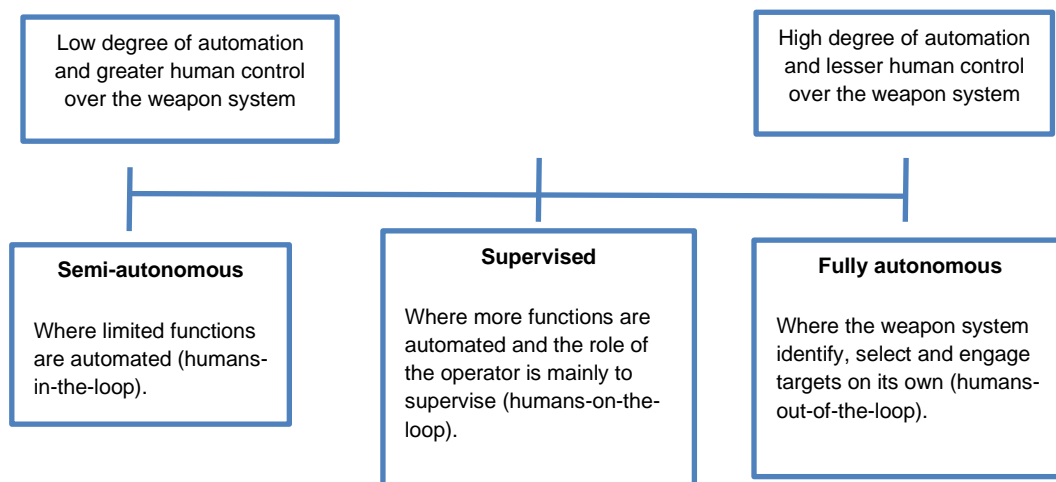 Low degree of automation
and greater human control
over the weapon system
High degree of automation
and lesser human control
over the weapon system
Semi-autonomous
Where limited functions
are automated (humans-
in-the-loop).
Supervised
Where more functions are
automated and the role of
the operator is mainly to
supervise (humans-on-the-
loop).
Fully autonomous
Where the weapon system
identify, select and engage
targets on its own (humans-
out-of-the-loop).